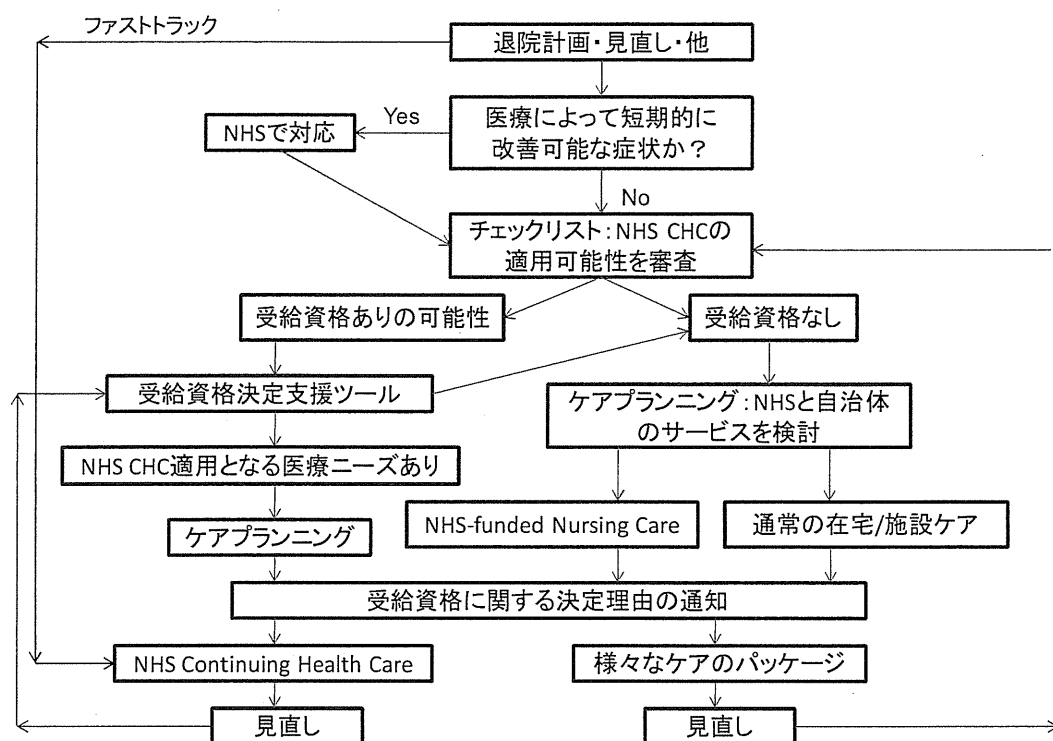 ファストトラック
退院計画・見直し・他
医療によって短期的に
改善可能な症状か？
Yes
NHSで対応
No
チェックリスト：NHS CHCの
適用可能性を審査
受給資格ありの可能性
受給資格なし
受給資格決定支援ツール
ケアプランニング：NHSと自治体
のサービスを検討
NHS CHC適用となる医療ニーズあり
NHS-funded Nursing Care
通常の在宅/施設ケア
ケアプランニング
受給資格に関する決定理由の通知
NHS Continuing Health Care
様々なケアのパッケージ
見直し
見直し